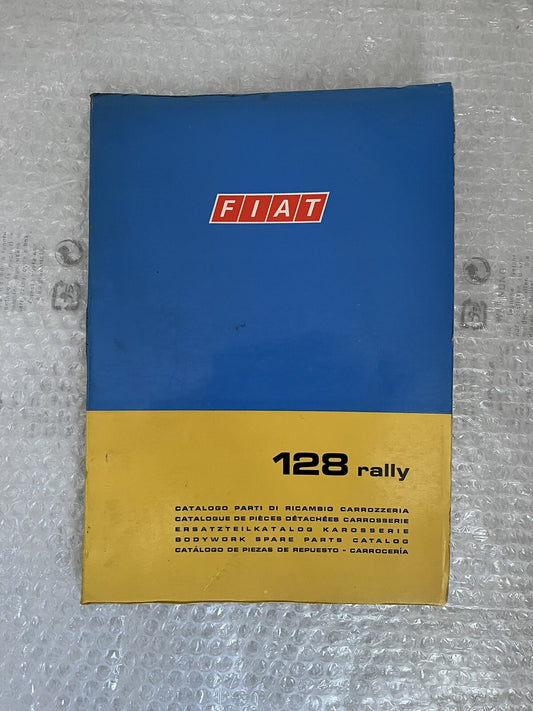 FIAT
128 rally
CATALOGO PARTI DI RICAMBIO CARROZZERIA
CATALOGUE DE PIÈCES DÉTACHÉES CARROSSERIE
ERSATZTEILKATALOG KAROSSERIE
BODYWORK SPARE PARTS CATALOG
CATÁLOGO DE PIEZAS DE REPUESTO - CARROCERÍA